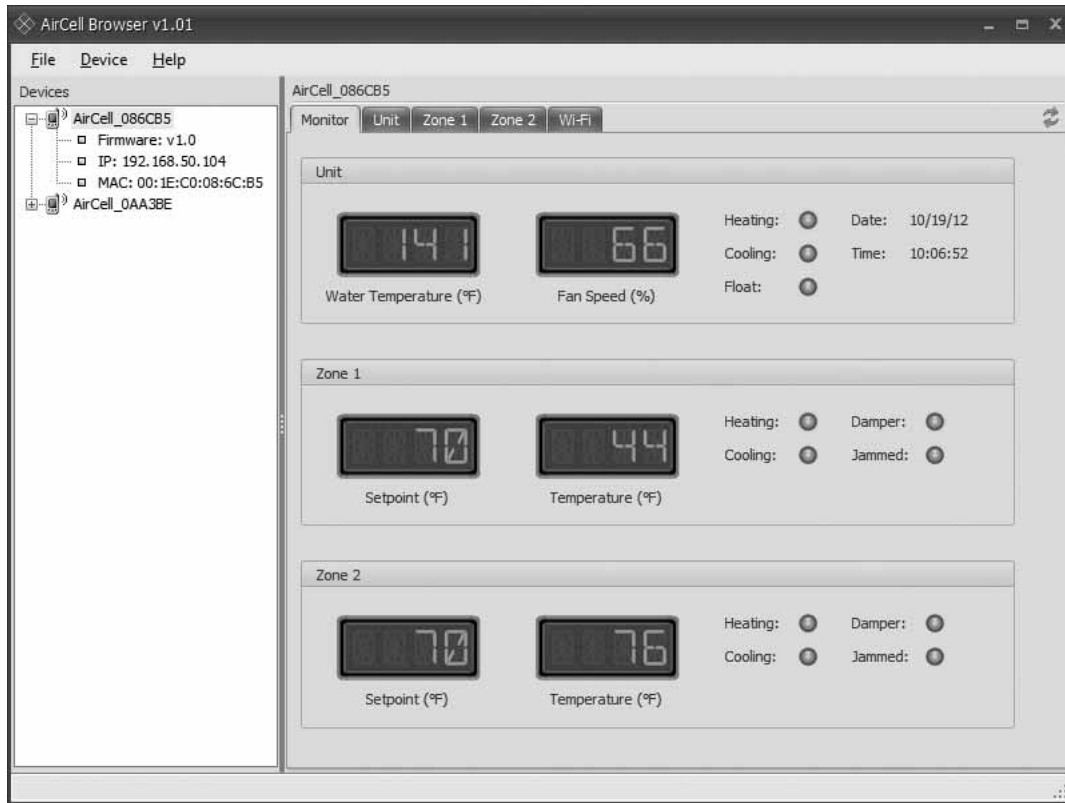 AirCell Browser v1.01
File Device Help
Devices
AirCell_086CB5
Firmware: v1.0
IP: 192.168.50.104
MAC: 00:1E:C0:08:6C:B5
AirCell_0AA3BE
AirCell_086CB5
Monitor Unit Zone 1 Zone 2 Wi-Fi
Unit
141 66
Water Temperature (°F) Fan Speed (%)
Heating: Date: 10/19/12
Cooling: Time: 10:06:52
Float:
Zone 1
70 44
Setpoint (°F) Temperature (°F)
Heating: Damper:
Cooling: Jammed:
Zone 2
70 76
Setpoint (°F) Temperature (°F)
Heating: Damper:
Cooling: Jammed: